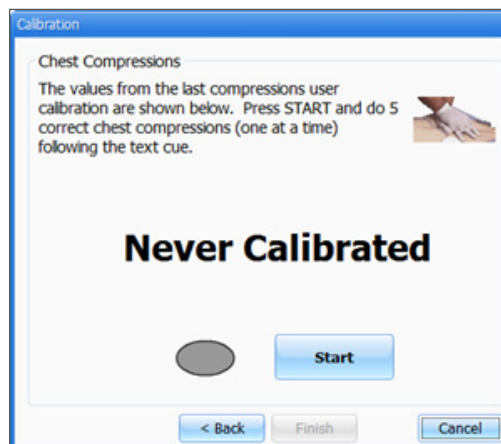 Calibration
Chest Compressions
The values from the last compressions user
calibration are shown below. Press START and do 5
correct chest compressions (one at a time)
following the text cue.
Never Calibrated
Start
< Back
Finish
Cancel